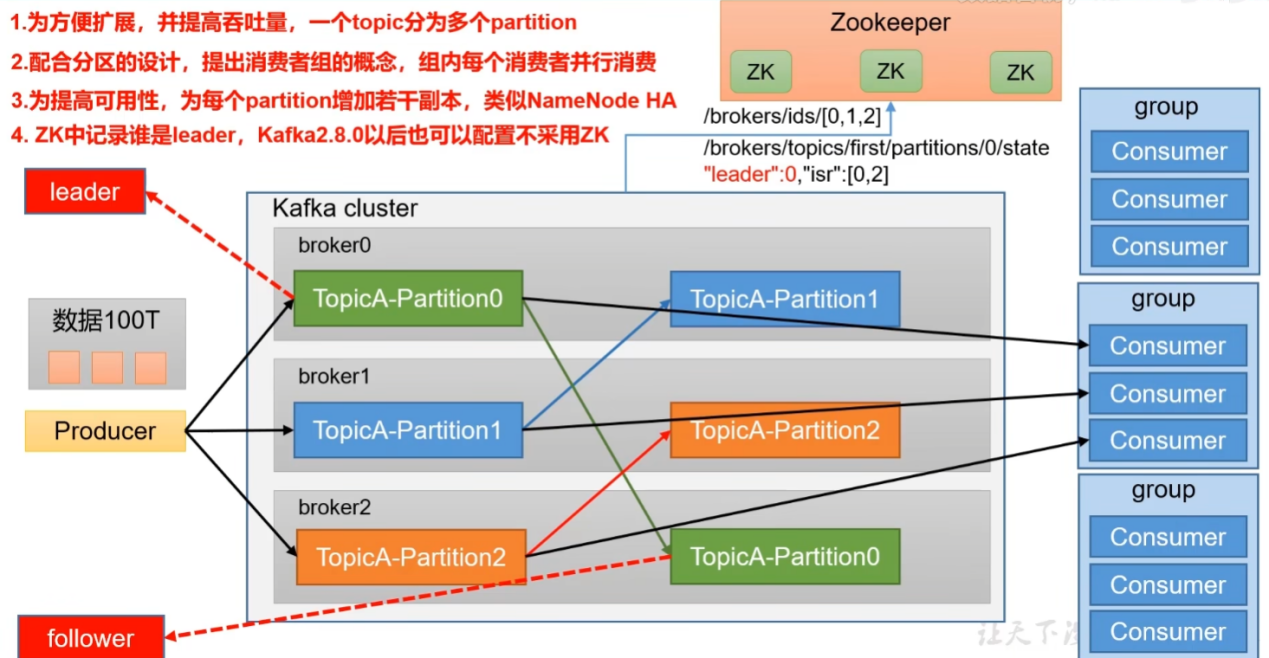 1.为方便扩展，并提高吞吐量，一个topic分为多个partition
2.配合分区的设计，提出消费者组的概念，组内每个消费者并行消费
3.为提高可用性，为每个partition增加若干副本，类似NameNode HA
4. ZK中记录谁是leader，Kafka2.8.0以后也可以配置不采用ZK
Zookeeper
ZK
ZK
ZK
/brokers/ids/[0,1,2]
/brokers/topics/first/partitions/0/state
"leader":0,"isr":[0,2]
leader
数据100T
Producer
follower
Kafka cluster
broker0
TopicA-Partition0
TopicA-Partition1
broker1
TopicA-Partition1
TopicA-Partition2
broker2
TopicA-Partition2
TopicA-Partition0
group
Consumer
Consumer
Consumer
group
Consumer
Consumer
Consumer
group
Consumer
Consumer
Consumer
让天下